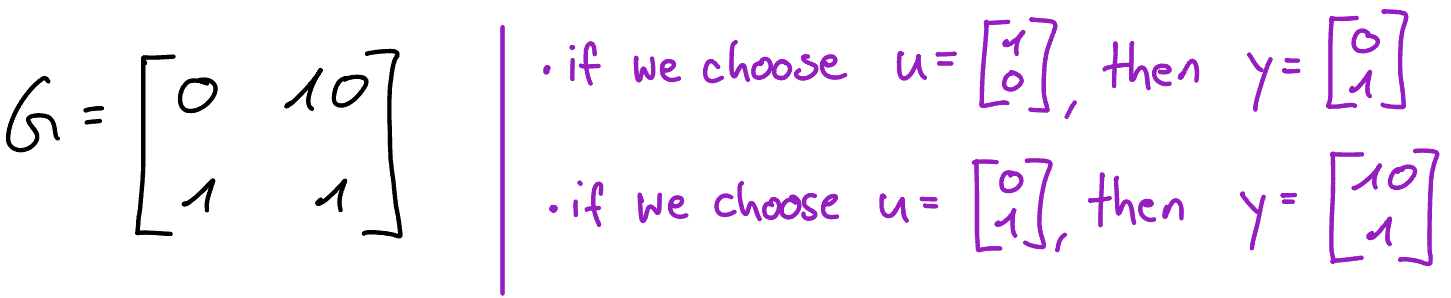 G = [0 10
1 1]
· if we choose u = [1
0], then y = [0
1]
· if we choose u = [0
1], then y = [10
1]